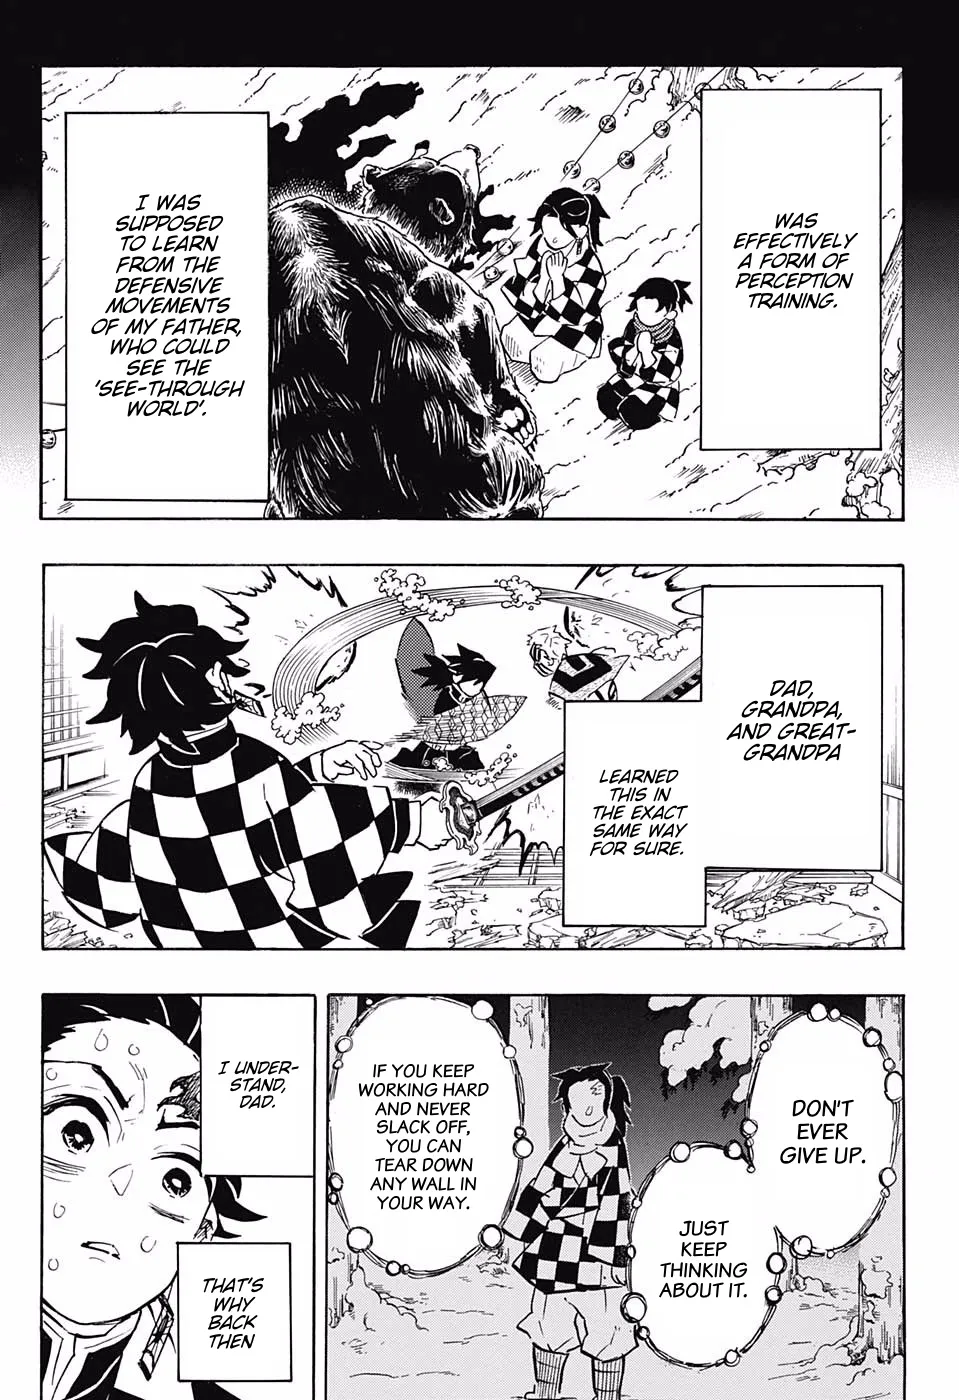 WAS
EFFECTIVELY
A FORM OF
PERCEPTION
TRAINING.
I WAS
SUPPOSED
TO LEARN
FROM THE
DEFENSIVE
MOVEMENTS
OF MY FATHER,
WHO COULD
SEE THE
'SEE-THROUGH
WORLD'.
DAD,
GRANDPA,
AND GREAT-
GRANDPA
LEARNED
THIS IN
THE EXACT
SAME WAY
FOR SURE.
DON'T
EVER
GIVE UP.
JUST
KEEP
THINKING
ABOUT IT.
IF YOU KEEP
WORKING HARD
AND NEVER
SLACK OFF,
YOU CAN
TEAR DOWN
ANY WALL IN
YOUR WAY.
I UNDER-
STAND,
DAD.
THAT'S
WHY
BACK
THEN